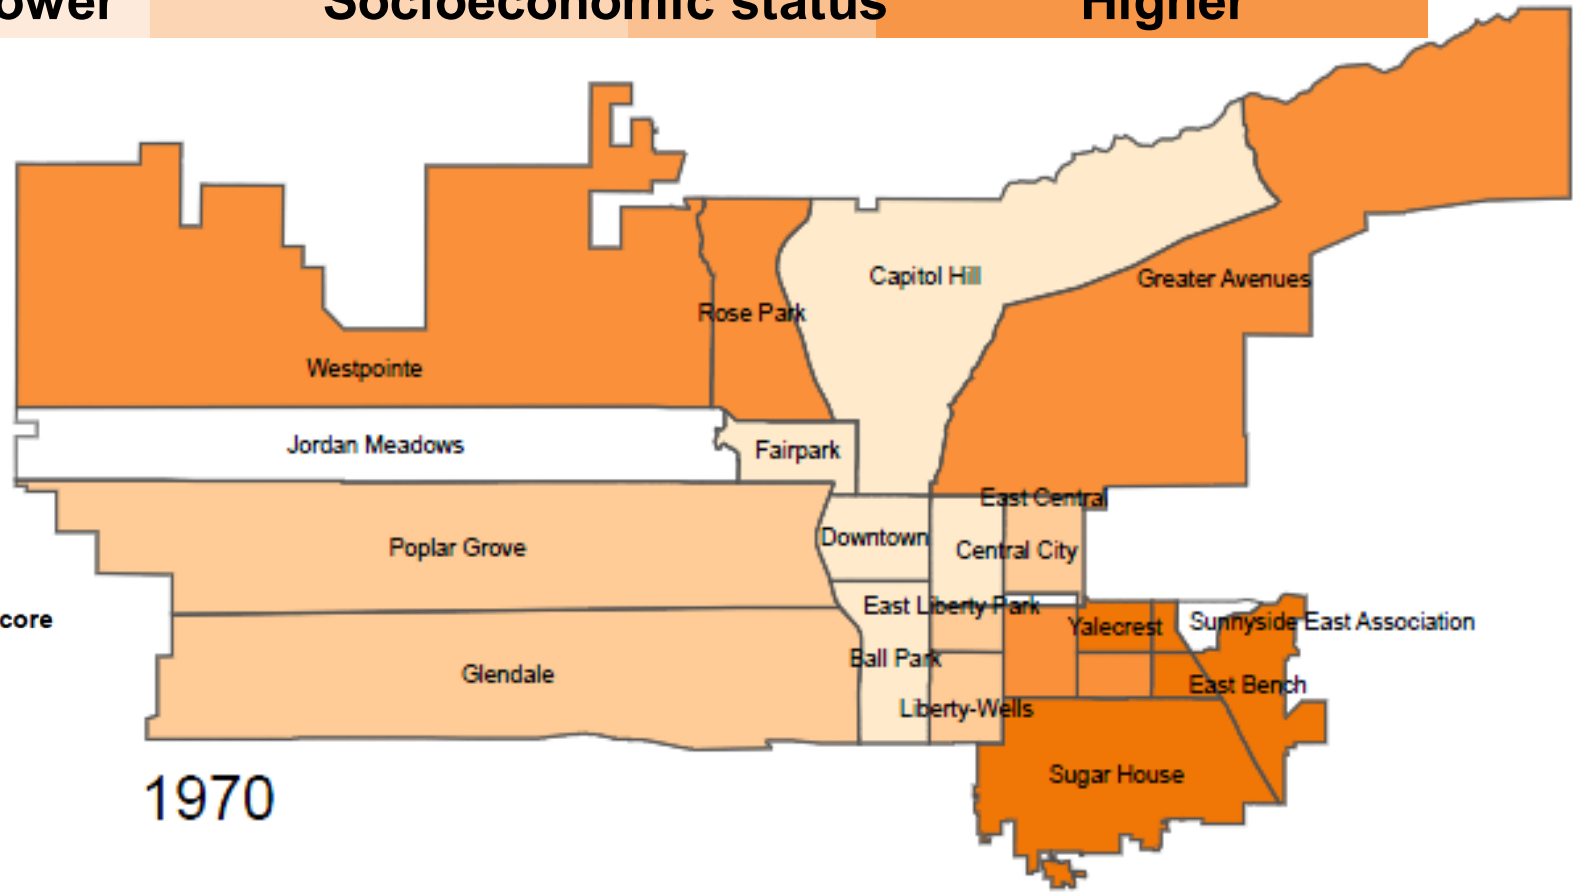 ower Socioeconomic status Higher
Capitol Hill
Greater Avenues
Rose Park
Westpointe
Jordan Meadows
Fairpark
East Central
Downtown
Central City
Poplar Grove
East Liberty Park
core
Yalecrest
Sunnyside East Association
Ball Park
Glendale
East Bench
Liberty-Wells
Sugar House
1970